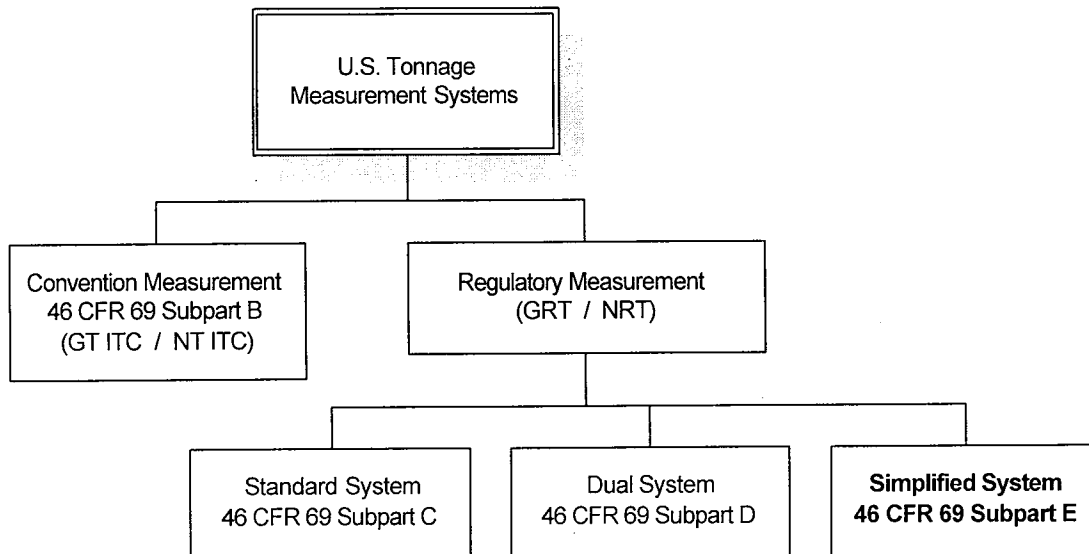 U.S. Tonnage
Measurement Systems
Convention Measurement
46 CFR 69 Subpart B
(GT ITC / NT ITC)
Regulatory Measurement
(GRT / NRT)
Standard System
46 CFR 69 Subpart C
Dual System
46 CFR 69 Subpart D
Simplified System
46 CFR 69 Subpart E